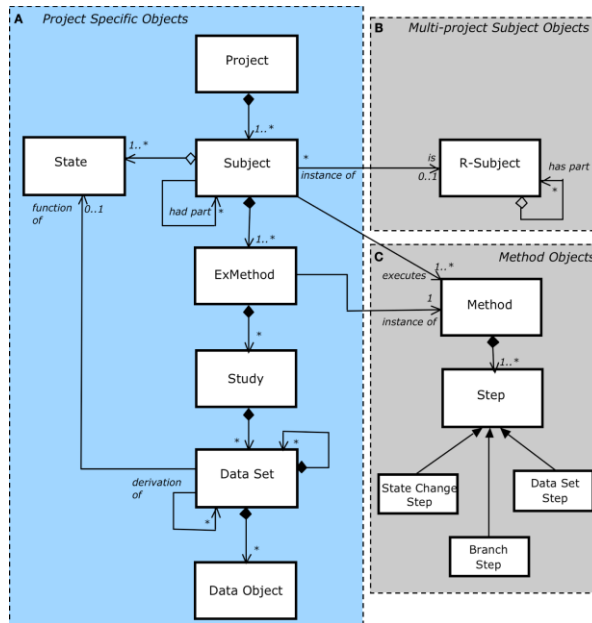 A Project Specific Objects
B Multi-project Subject Objects
Project
1..*
State
1..*
Subject
*
instance of
is
0..1
R-Subject
has part
*
function
of
0..1
had part
*
1..*
executes
1..*
C Method Objects
ExMethod
1
instance of
Method
*
1..*
Study
Step
*
*
derivation
of
Data Set
*
State Change
Step
Data Set
Step
*
Branch
Step
Data Object